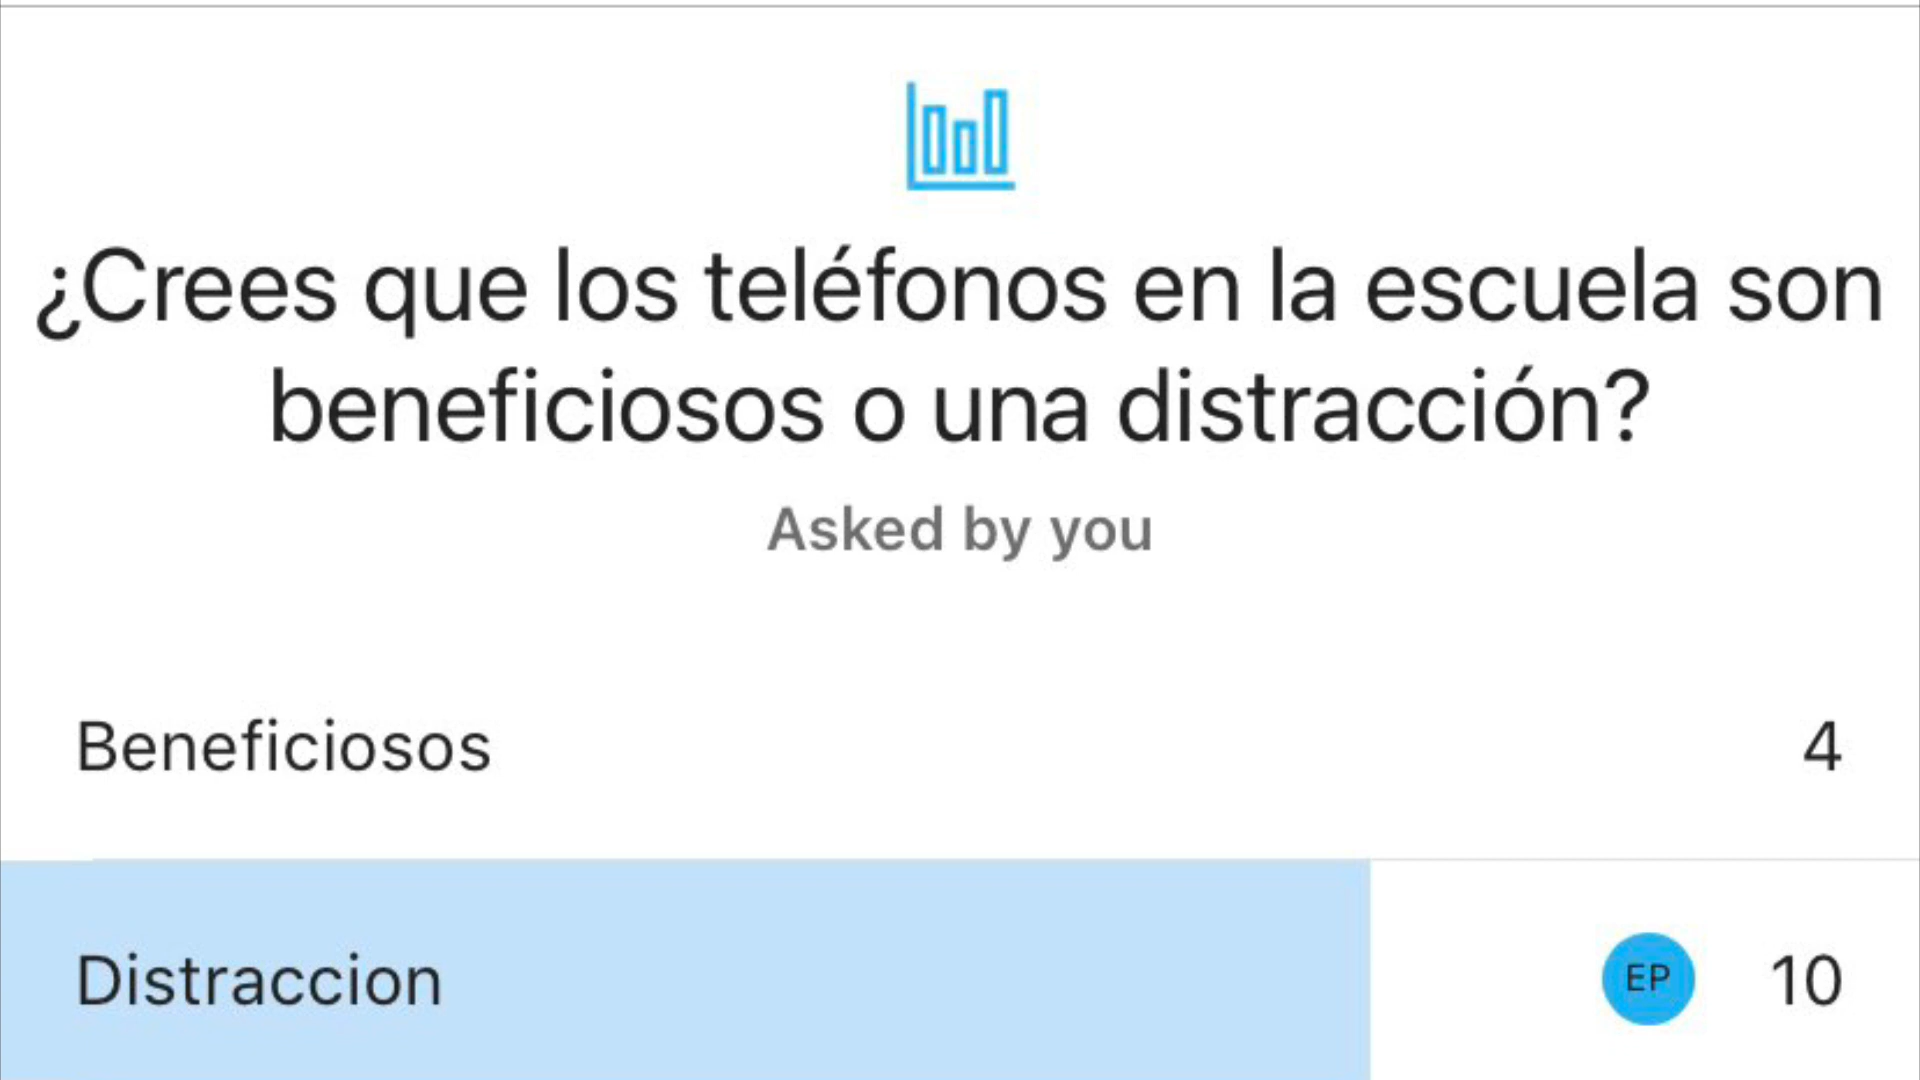 ¿Crees que los teléfonos en la escuela son
beneficiosos o una distracción?
Asked by you
Beneficiosos 4
Distraccion EP 10